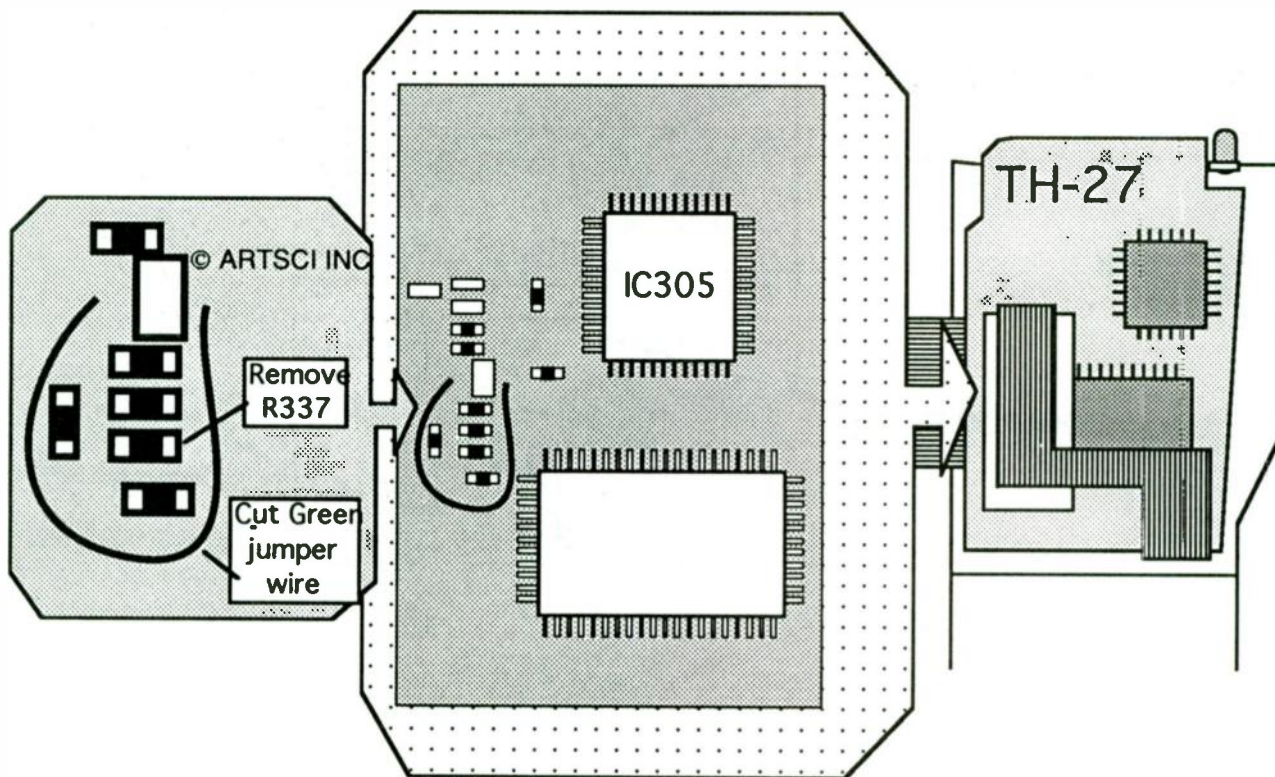 © ARTSCI INC
Remove
R337
Cut Green
jumper
wire
IC305
TH-27